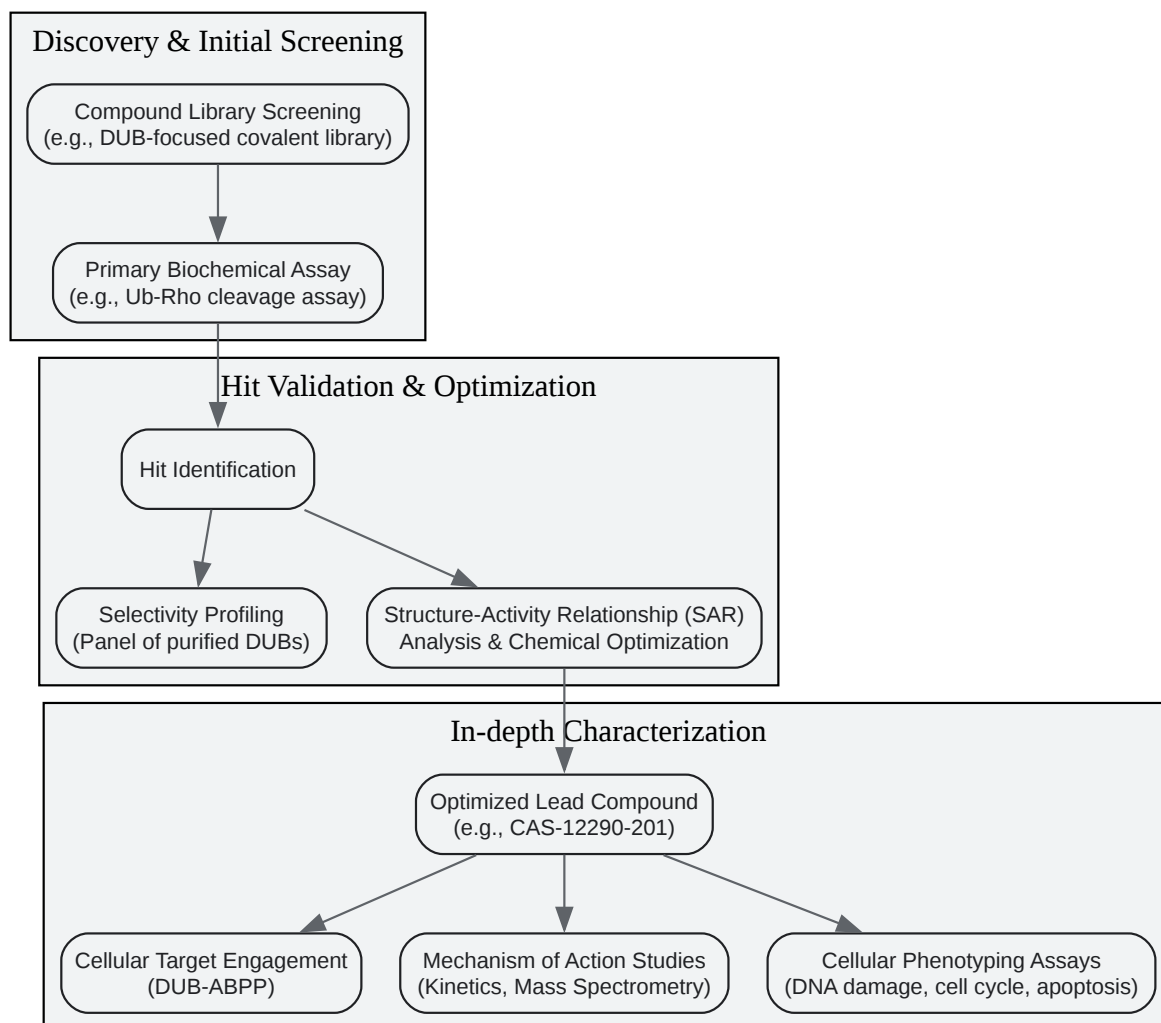 Discovery & Initial Screening
Compound Library Screening
(e.g., DUB-focused covalent library)
Primary Biochemical Assay
(e.g., Ub-Rho cleavage assay)
Hit Validation & Optimization
Hit Identification
Selectivity Profiling
(Panel of purified DUBs)
Structure-Activity Relationship (SAR)
Analysis & Chemical Optimization
In-depth Characterization
Optimized Lead Compound
(e.g., CAS-12290-201)
Cellular Target Engagement
(DUB-ABPP)
Mechanism of Action Studies
(Kinetics, Mass Spectrometry)
Cellular Phenotyping Assays
(DNA damage, cell cycle, apoptosis)